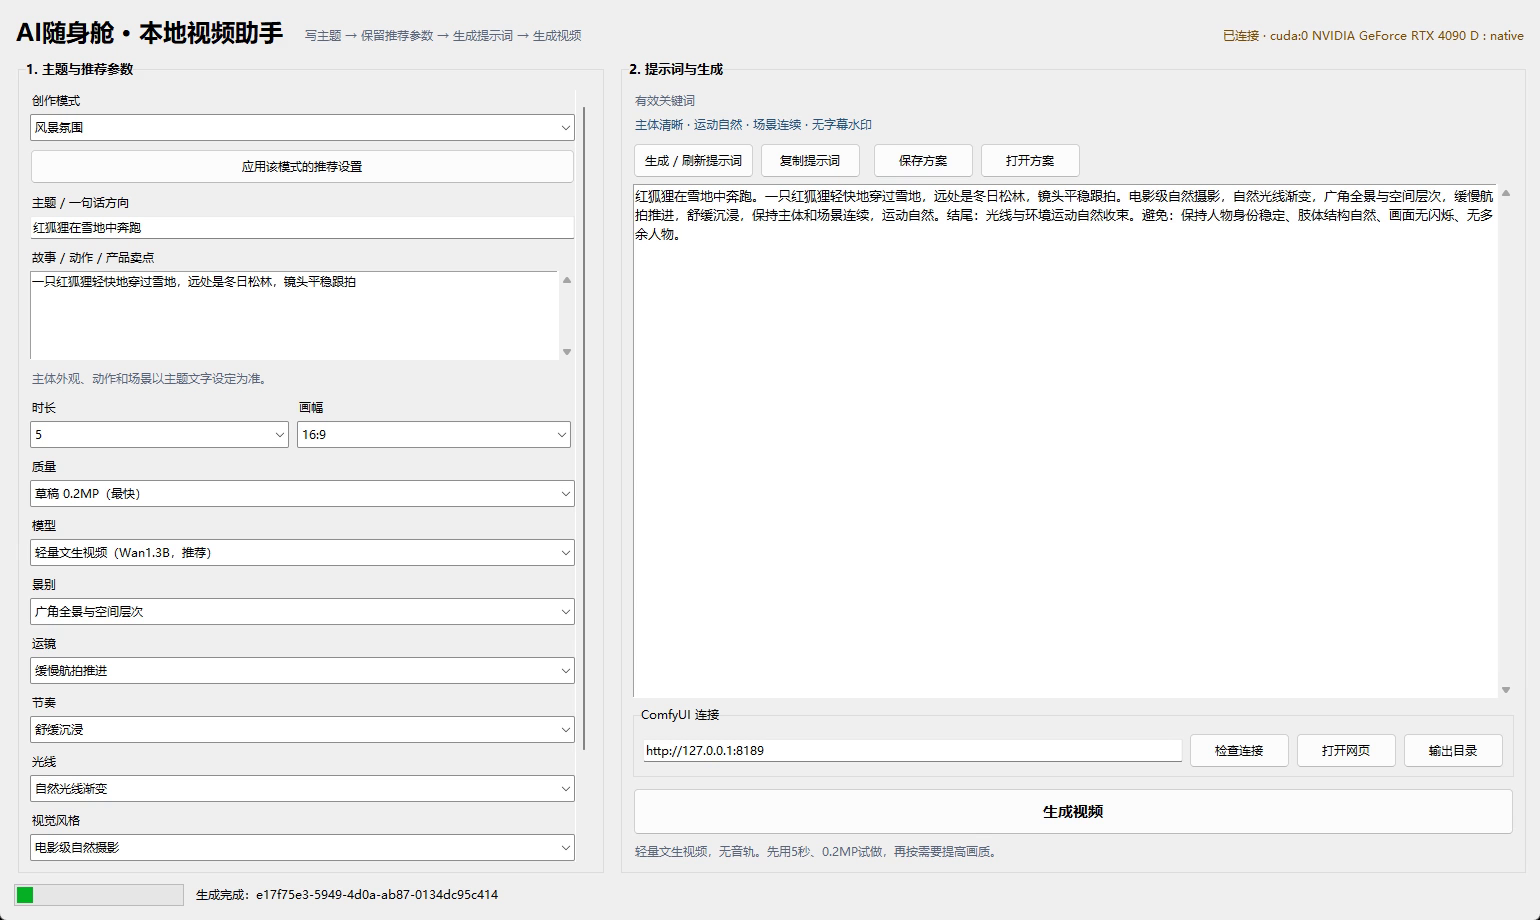 AI随身舱 • 本地视频助手
写主题 → 保留推荐参数 → 生成提示词 → 生成视频
已连接 · cuda:0 NVIDIA GeForce RTX 4090 D : native
1. 主题与推荐参数
创作模式
风景氛围
应用该模式的推荐设置
主题 / 一句话方向
红狐狸在雪地中奔跑
故事 / 动作 / 产品卖点
一只红狐狸轻快地穿过雪地，远处是冬日松林，镜头平稳跟拍
主体外观、动作和场景以主题文字设定为准。
时长
画幅
5
16:9
质量
草稿 0.2MP（最快）
模型
轻量文生视频（Wan1.3B，推荐）
景别
广角全景与空间层次
运镜
缓慢航拍推进
节奏
舒缓沉浸
光线
自然光线渐变
视觉风格
电影级自然摄影
2. 提示词与生成
有效关键词
主体清晰 · 运动自然 · 场景连续 · 无字幕水印
生成 / 刷新提示词
复制提示词
保存方案
打开方案
红狐狸在雪地中奔跑。一只红狐狸轻快地穿过雪地，远处是冬日松林，镜头平稳跟拍。电影级自然摄影，自然光线渐变，广角全景与空间层次，缓慢航
拍推进，舒缓沉浸，保持主体和场景连续，运动自然。结尾：光线与环境运动自然收束。避免：保持人物身份稳定、肢体结构自然、画面无闪烁、无多
余人物。
ComfyUI 连接
http://127.0.0.1:8189
检查连接
打开网页
输出目录
生成视频
轻量文生视频，无音轨。先用5秒、0.2MP试做，再按需要提高画质。
生成完成：e17f75e3-5949-4d0a-ab87-0134dc95c414